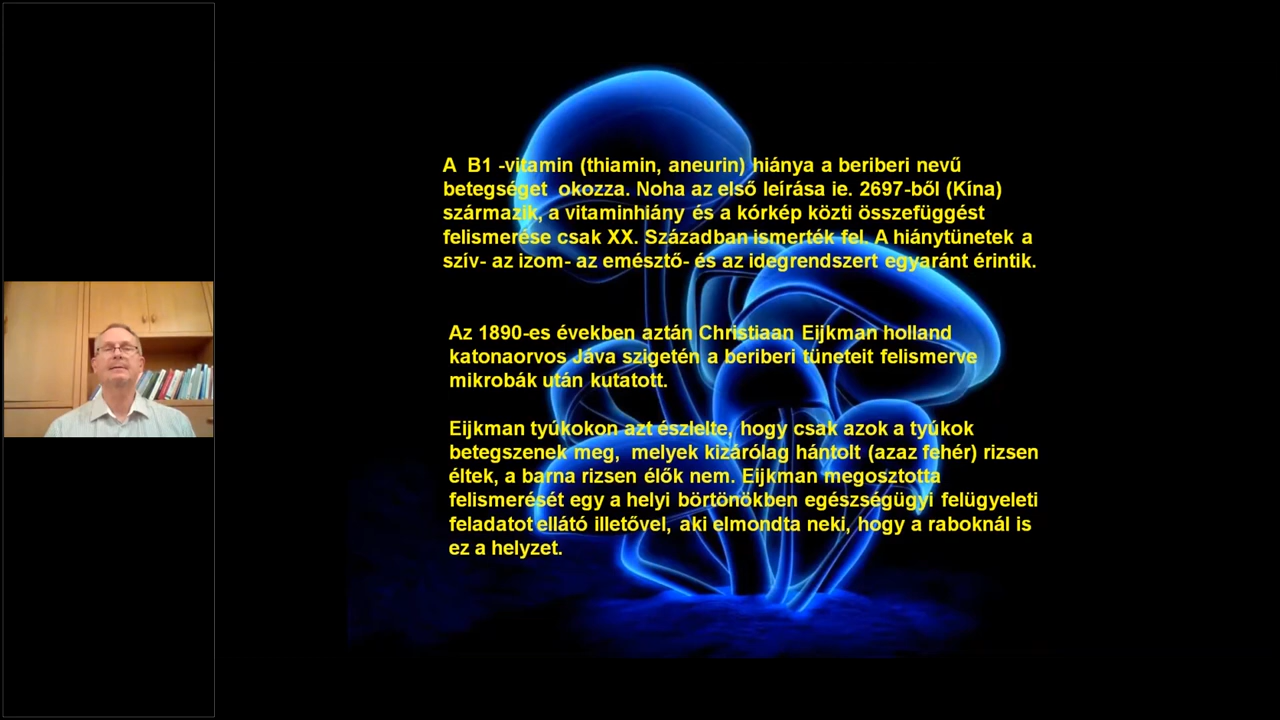 A B1 -vitamin (thiamin, aneurin) hiánya a beriberi nevű
betegséget okozza. Noha az első leírása ie. 2697-ből (Kína)
származik, a vitaminhiány és a kórkép közti összefüggést
felismerése csak XX. Században ismerték fel. A hiánytünetek a
szív- az izom- az emésztő- és az idegrendszert egyaránt érintik.
Az 1890-es években aztán Christiaan Eijkman holland
katonaorvos Jáva szigetén a beriberi tüneteit felismerve
mikrobák után kutatott.
Eijkman tyúkokon azt észlelte, hogy csak azok a tyúkok
betegszenek meg, melyek kizárólag hántolt (azaz fehér) rizsen
éltek, a barna rizsen élők nem. Eijkman megosztotta
felismerését egy a helyi börtönökben egészségügyi felügyeleti
feladatot ellátó illetővel, aki elmondta neki, hogy a raboknál is
ez a helyzet.